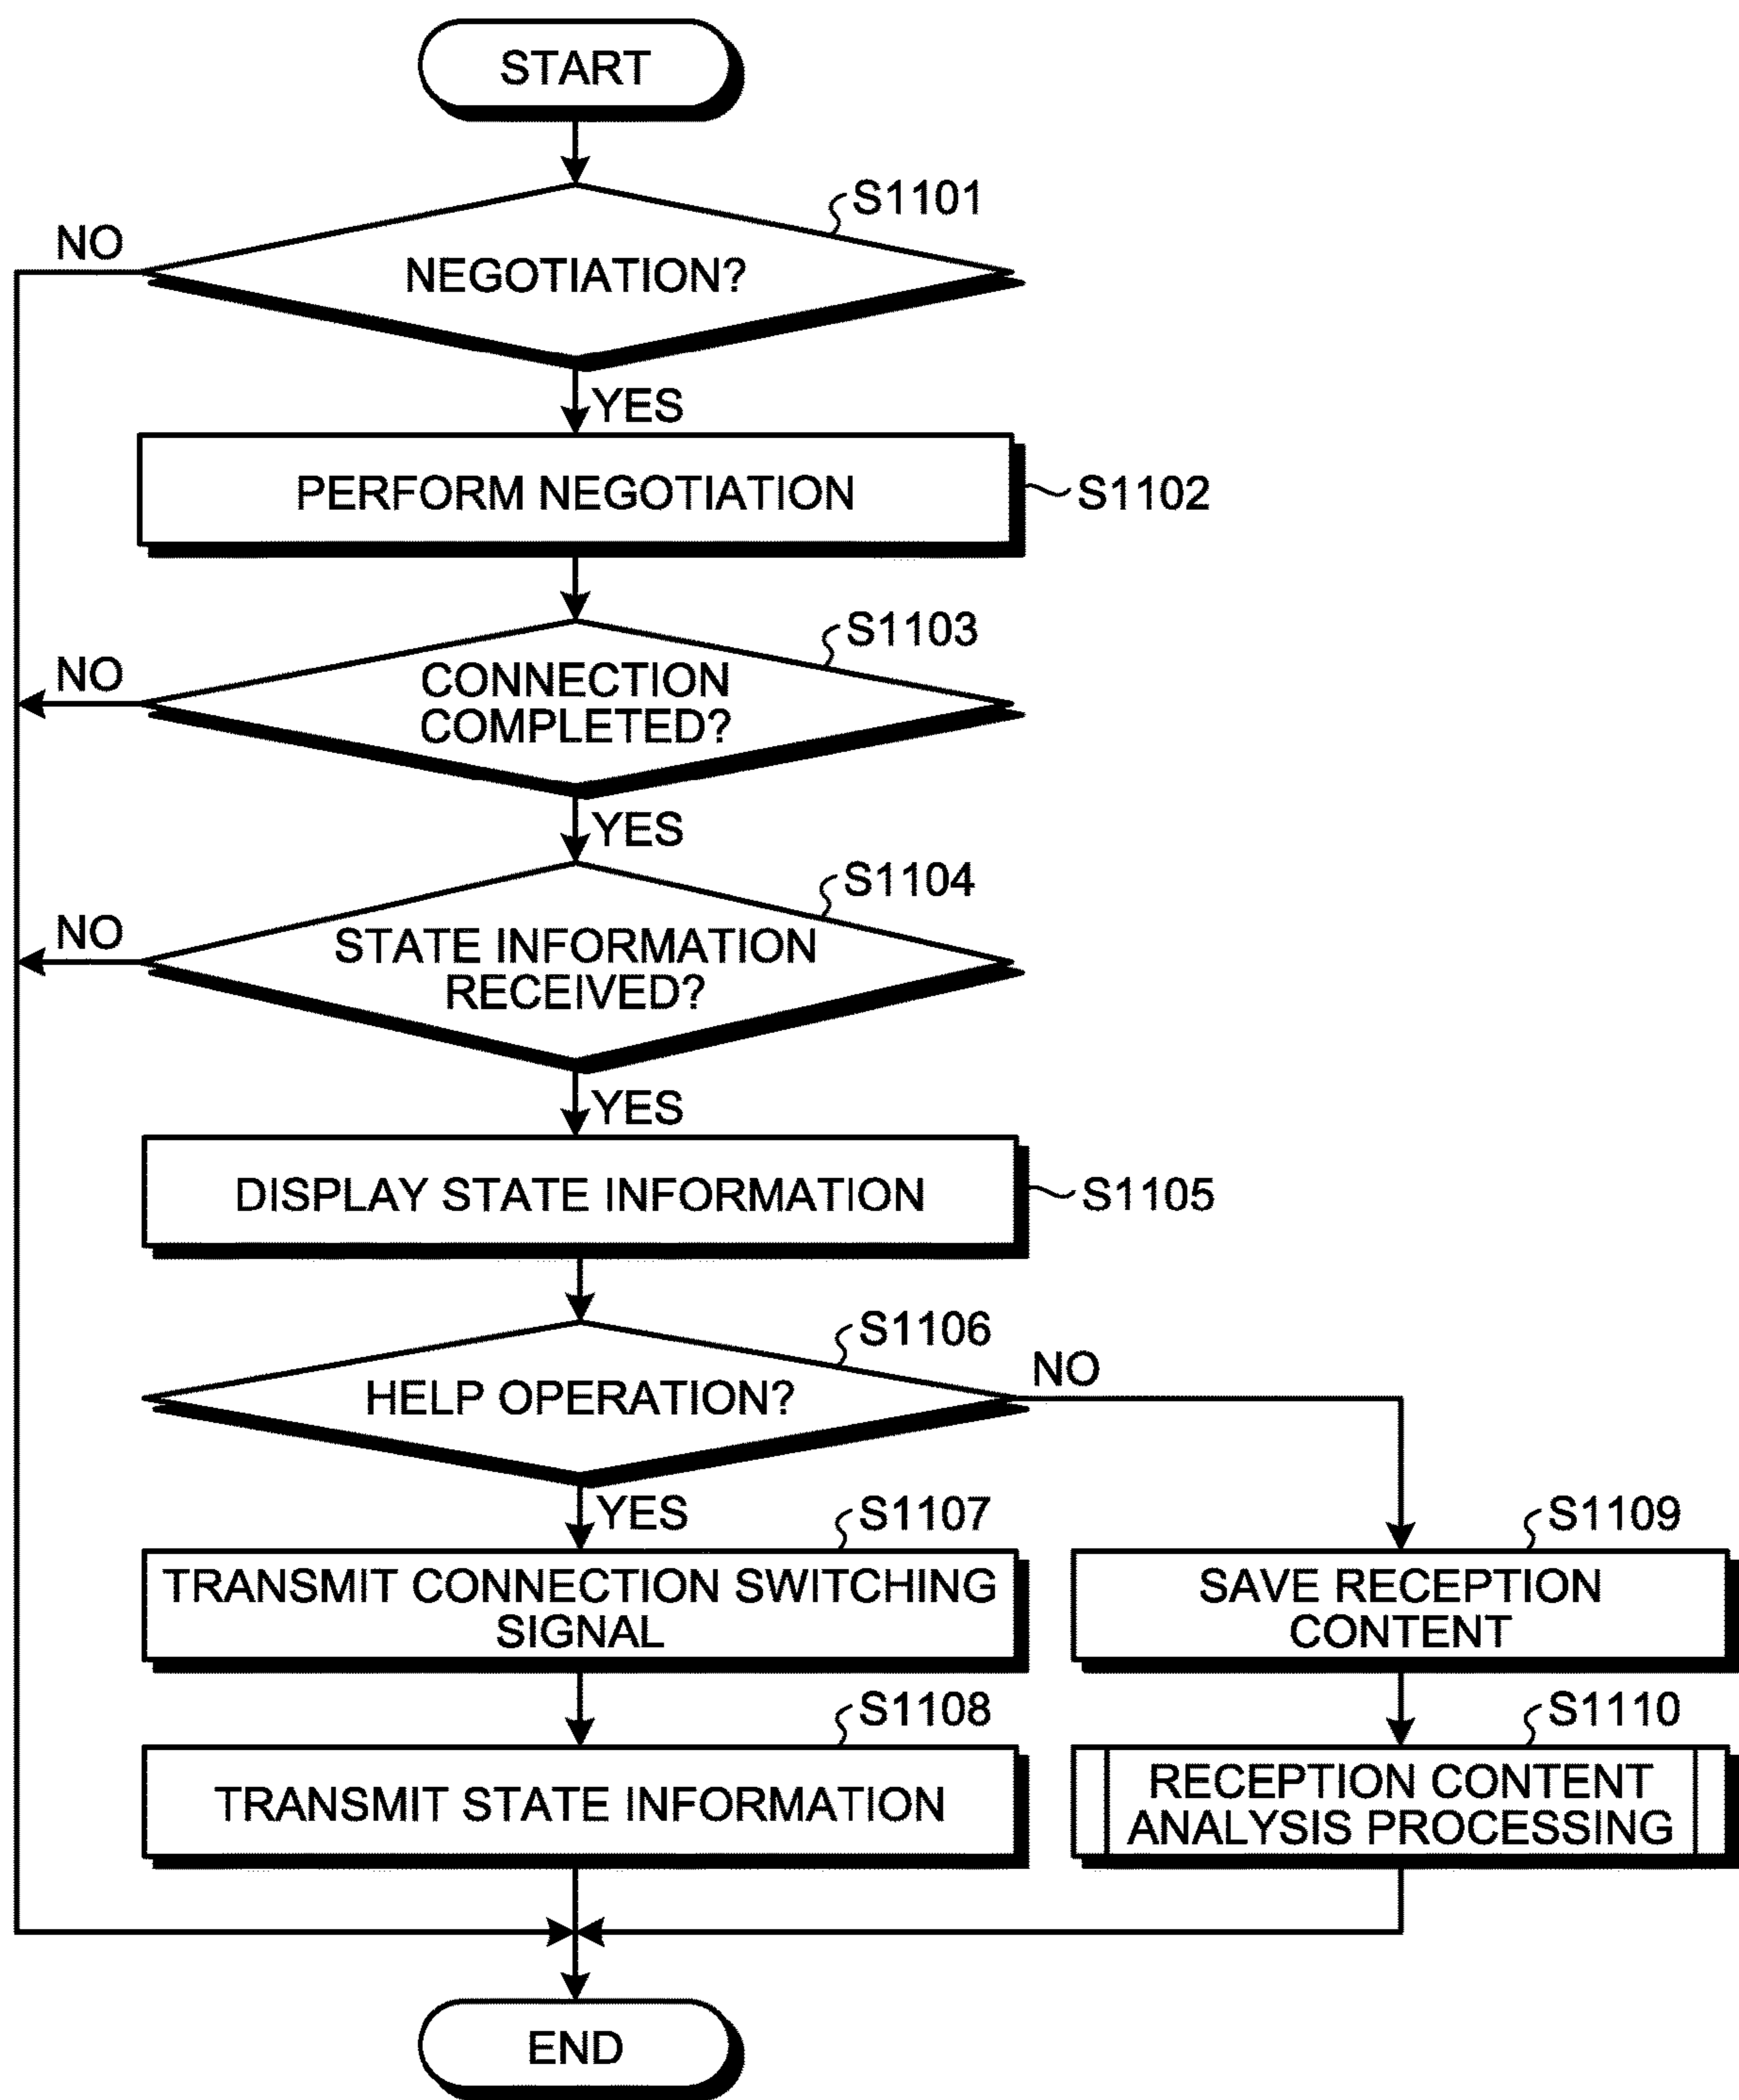 START
S1101
NO
NEGOTIATION?
YES
PERFORM NEGOTIATION
S1102
S1103
NO
CONNECTION
COMPLETED?
YES
S1104
NO
STATE INFORMATION
RECEIVED?
YES
DISPLAY STATE INFORMATION
S1105
S1106
NO
HELP OPERATION?
YES
S1107
S1109
TRANSMIT CONNECTION SWITCHING
SIGNAL
SAVE RECEPTION
CONTENT
S1108
S1110
TRANSMIT STATE INFORMATION
RECEPTION CONTENT
ANALYSIS PROCESSING
END